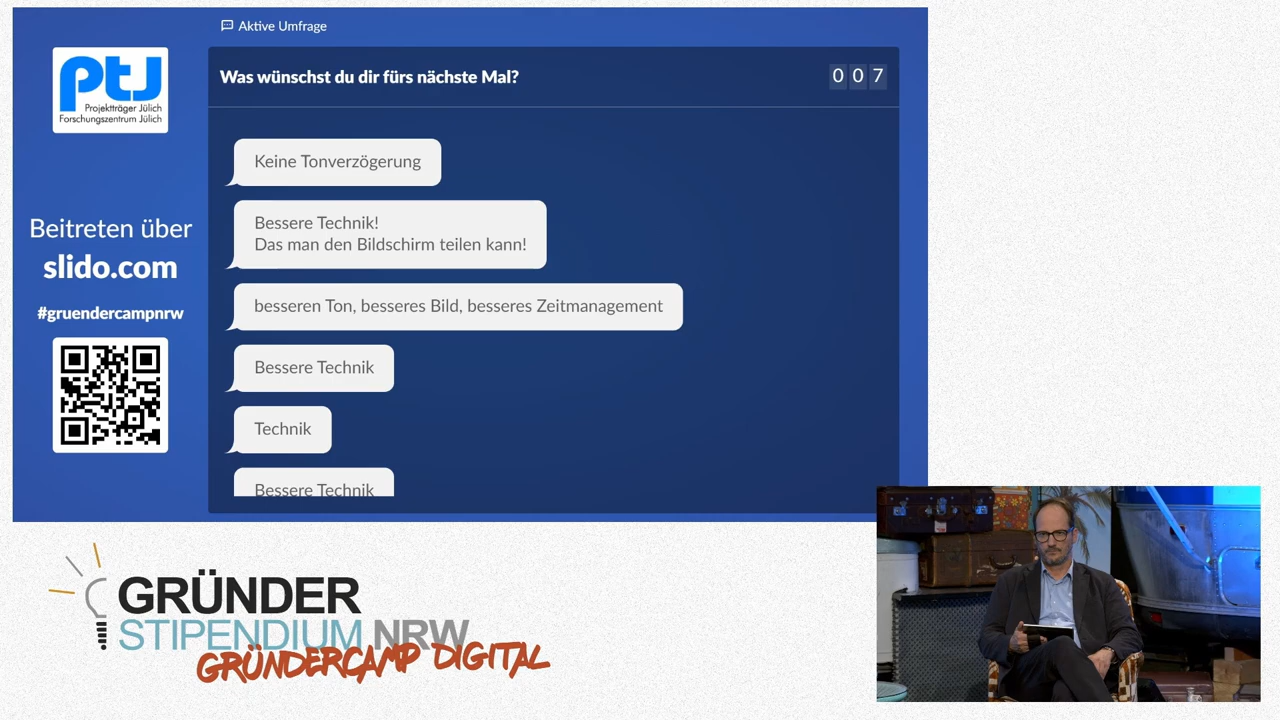 Aktive Umfrage
ptJ
Projektträger Jülich
Forschungszentrum Jülich
Was wünschst du dir fürs nächste Mal?
007
Keine Tonverzögerung
Bessere Technik!
Das man den Bildschirm teilen kann!
besseren Ton, besseres Bild, besseres Zeitmanagement
Bessere Technik
Technik
Bessere Technik
Beitreten über
slido.com
#gruendercampnrw
GRÜNDER
STIPENDIUM NRW
GRÜNDERCAMP DIGITAL